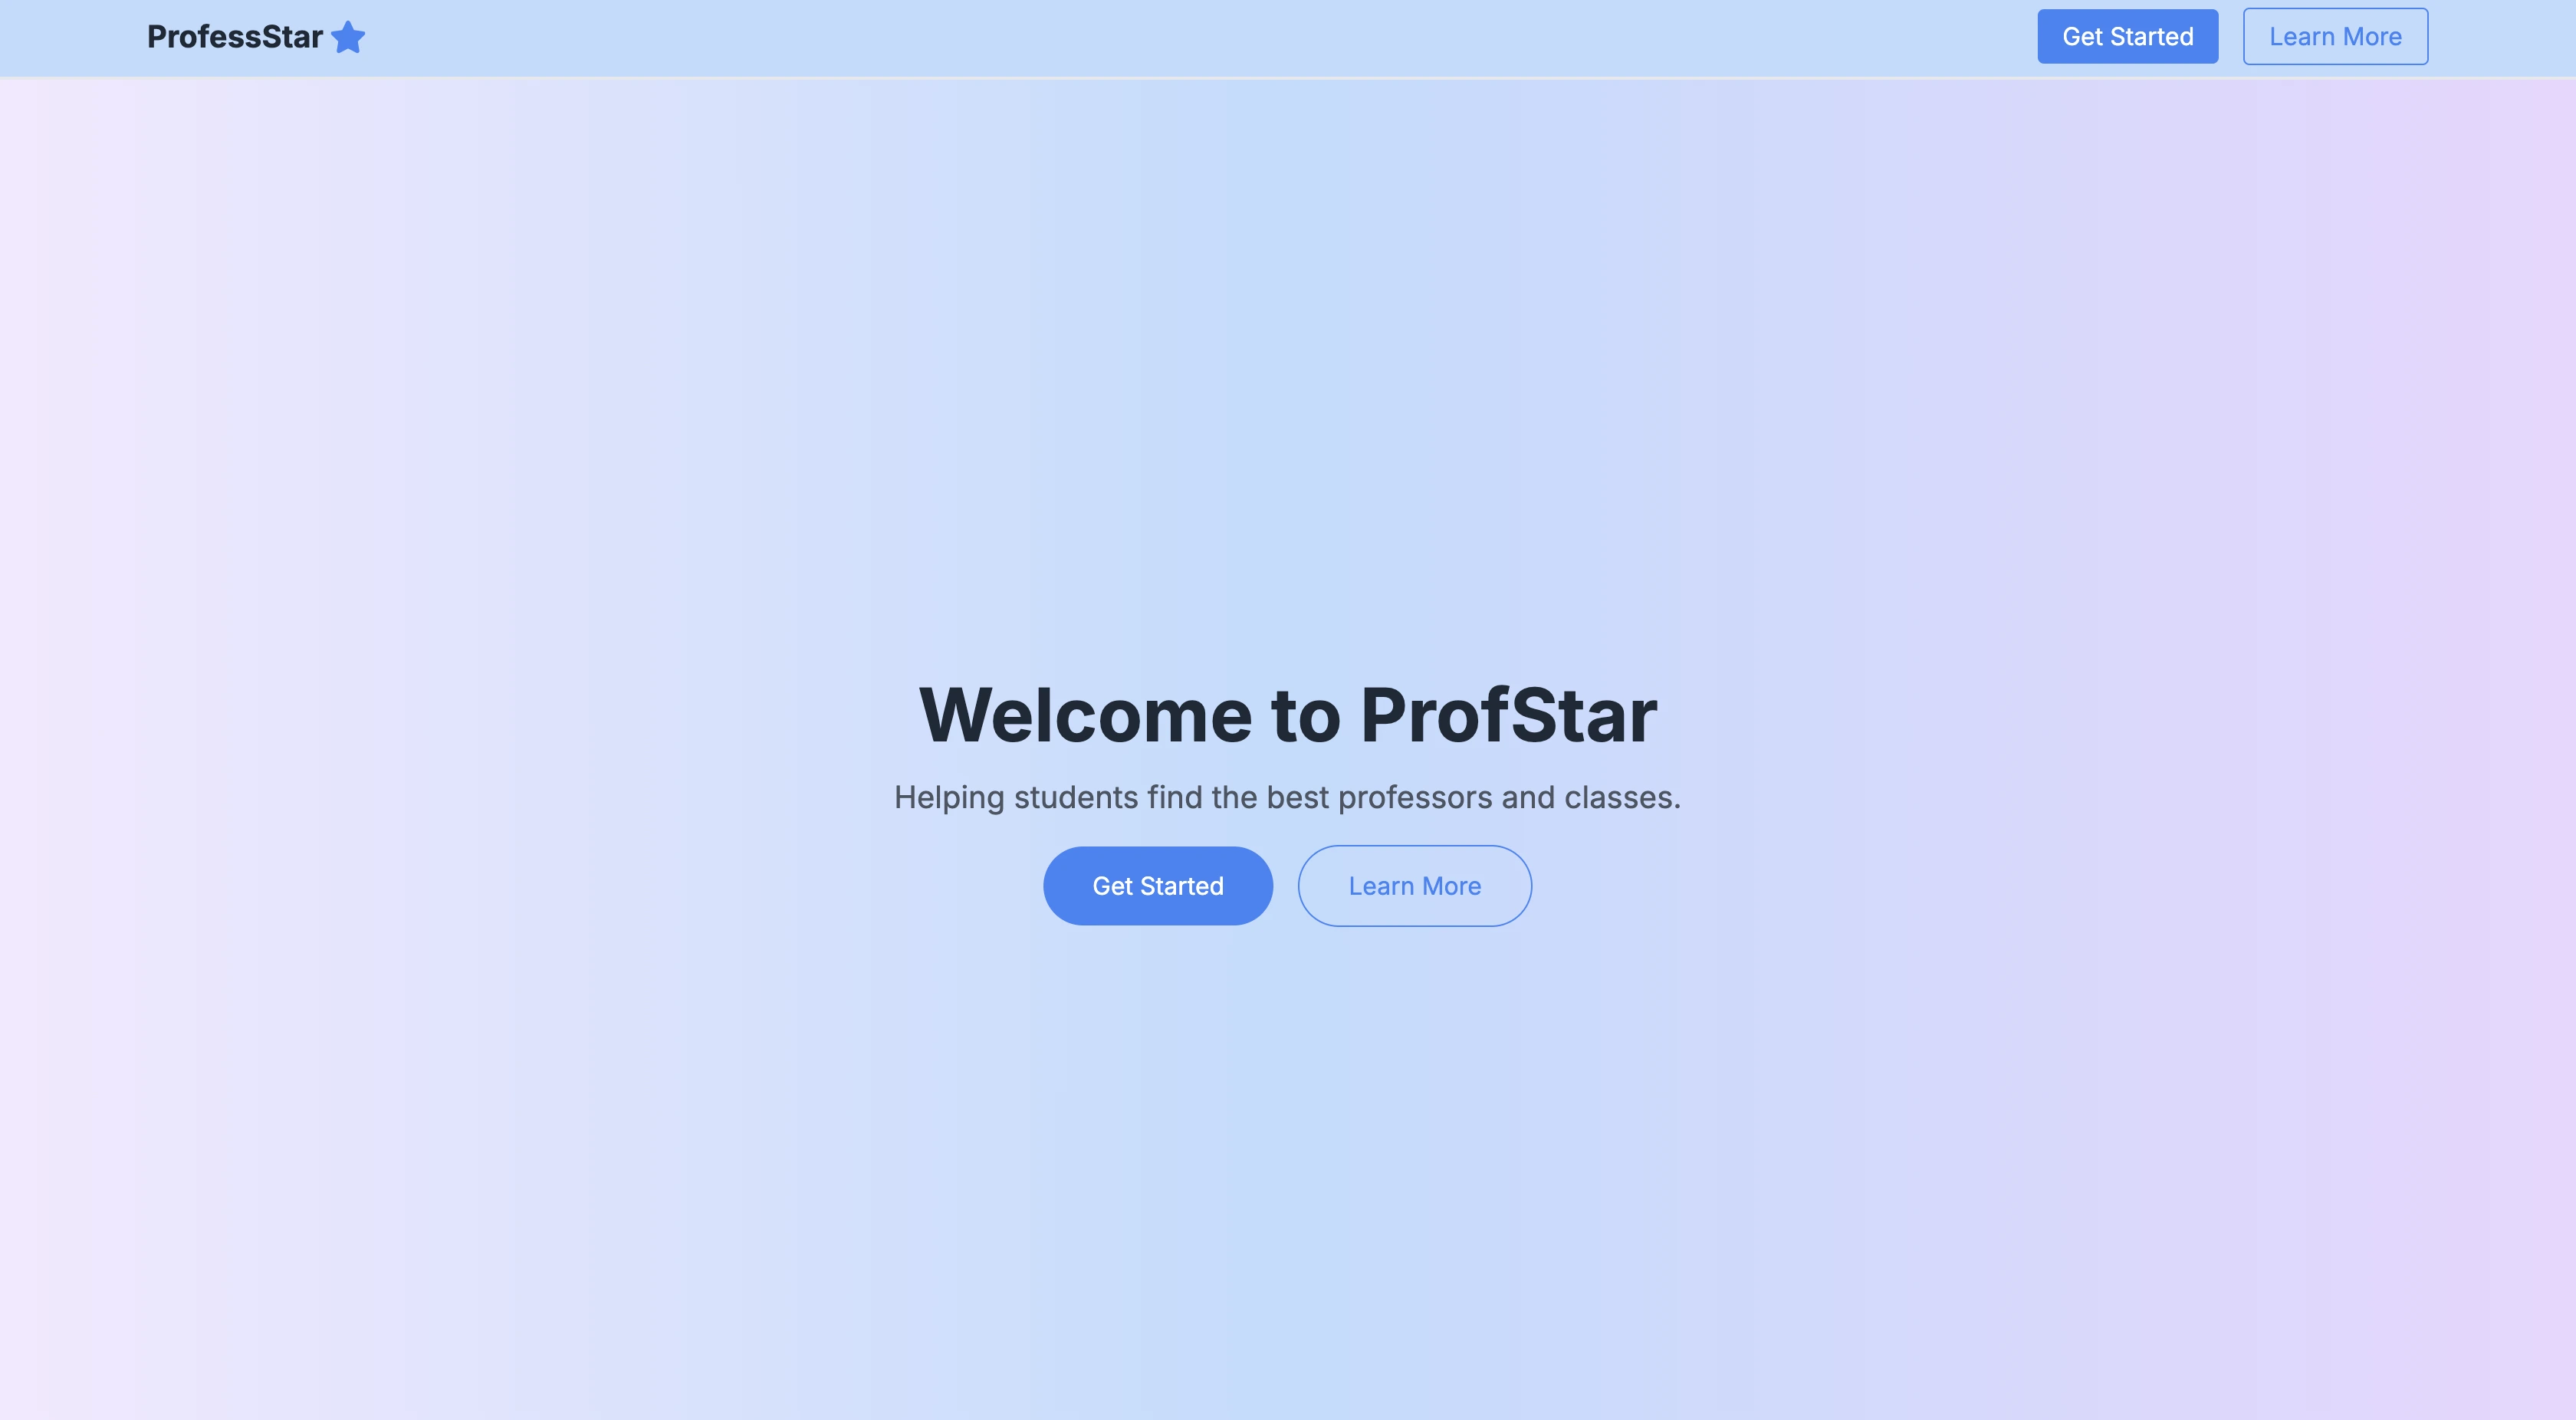 ProfessStar
Get Started
Learn More
Welcome to ProfStar
Helping students find the best professors and classes.
Get Started
Learn More